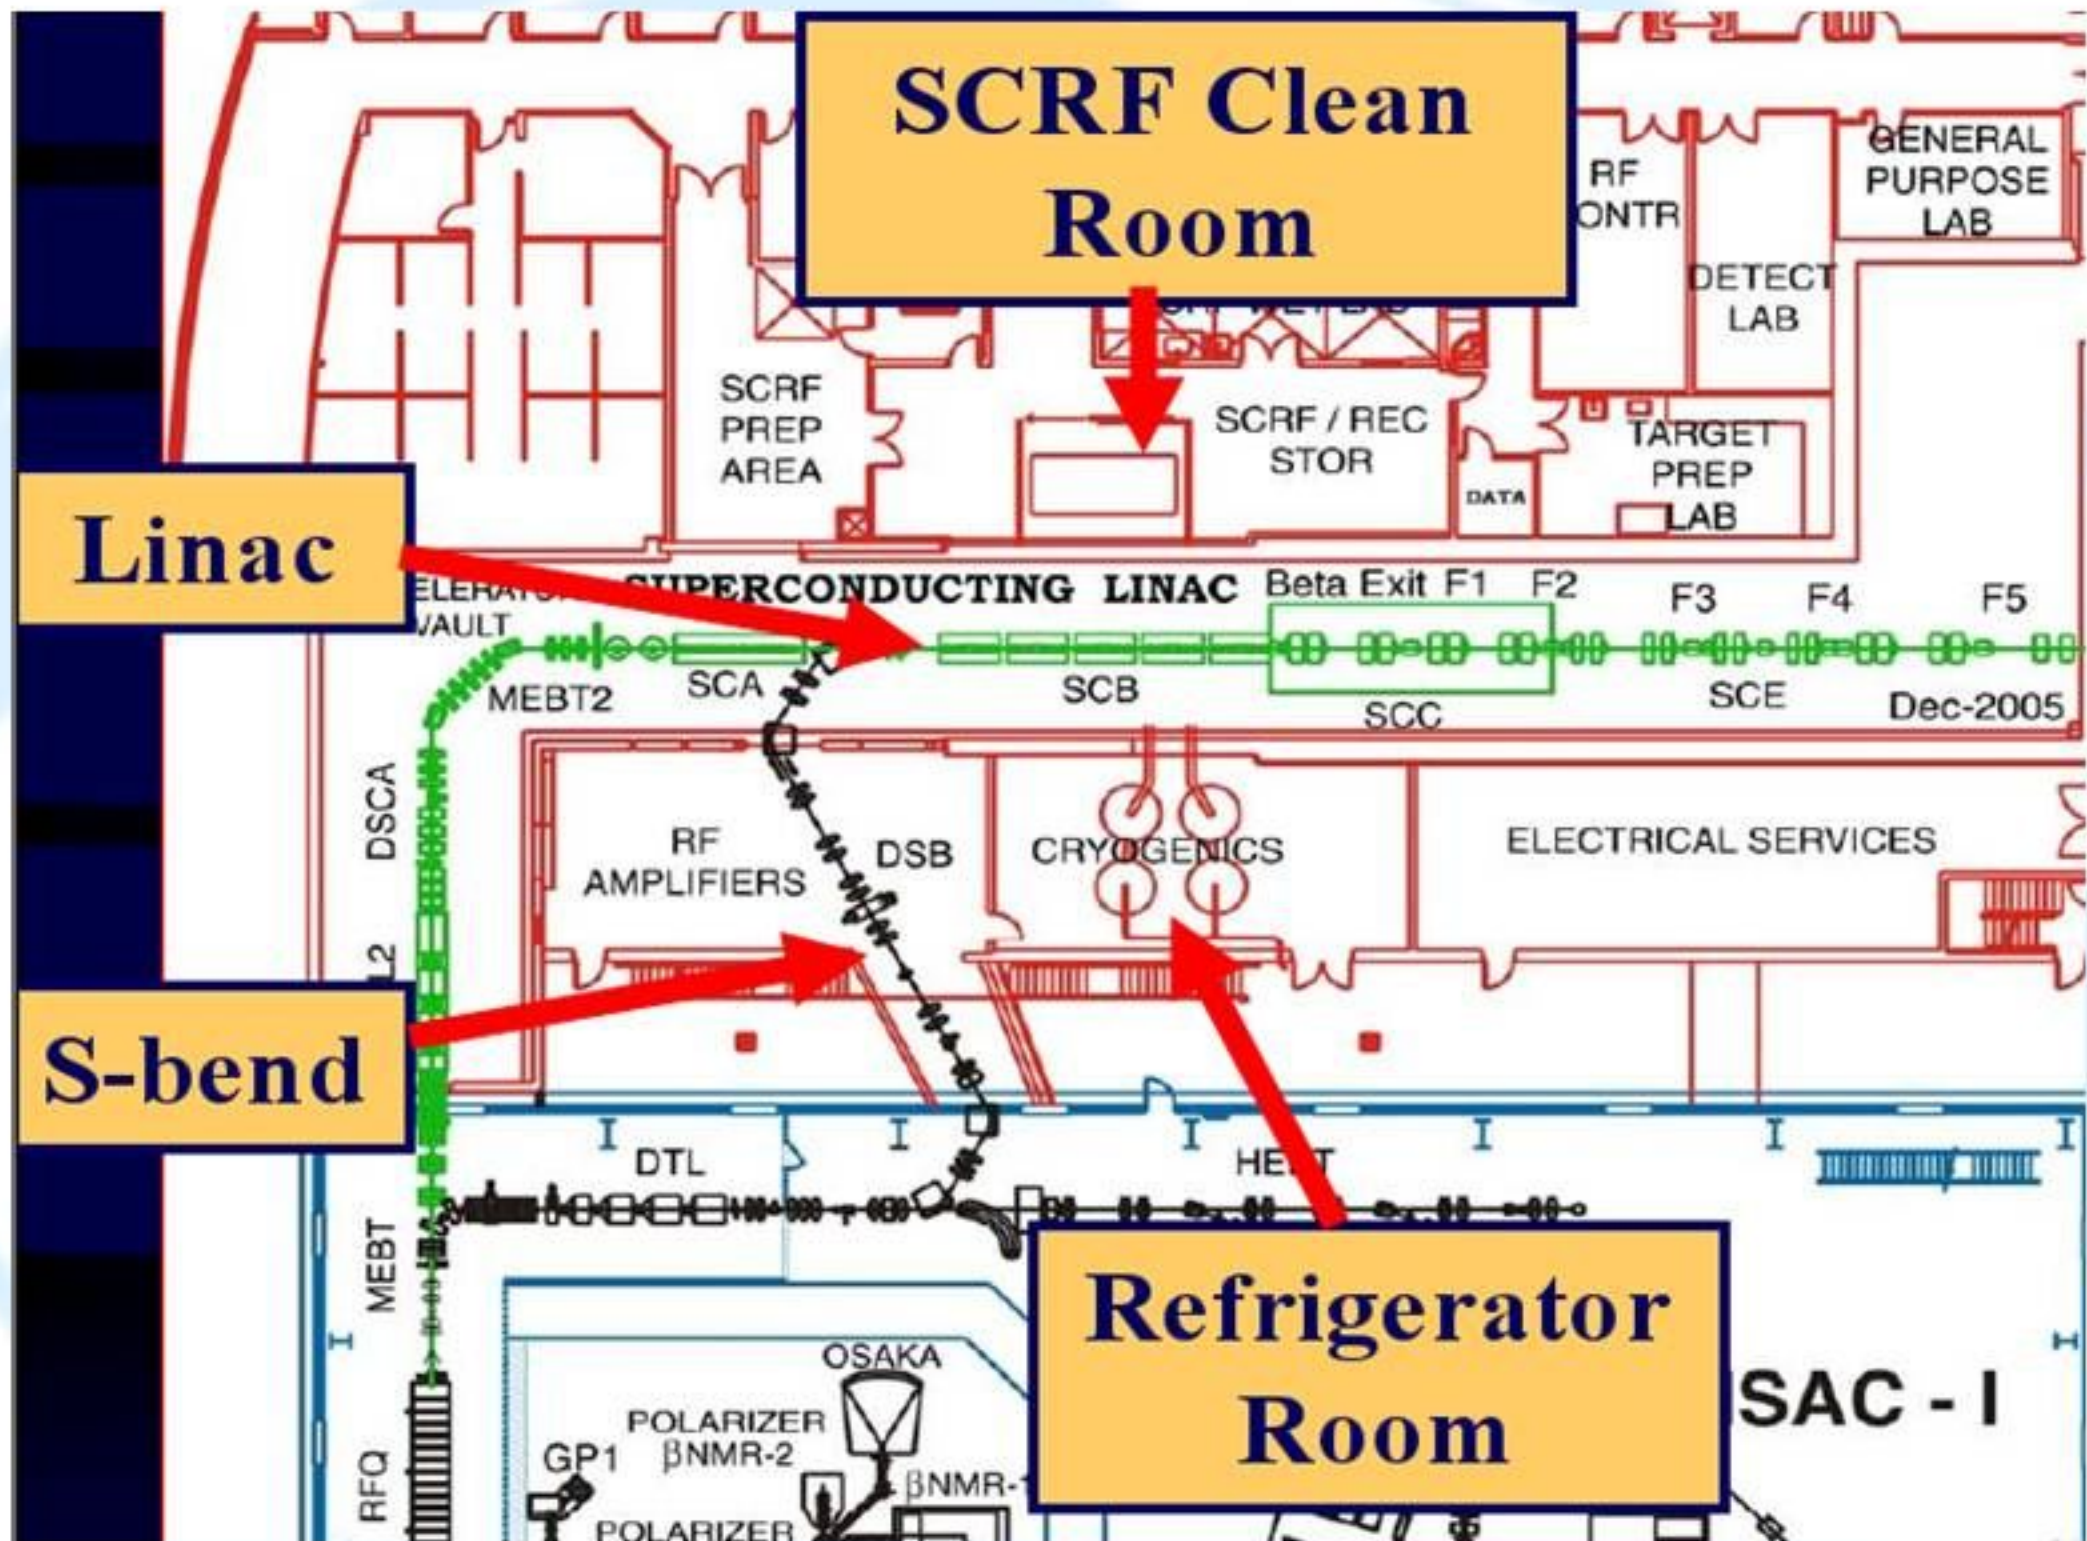 SCRF Clean
Room
RF
ONTR
GENERAL
PURPOSE
LAB
DETECT
LAB
SCRF
PREP
AREA
SCRF / REC
STOR
DATA
TARGET
PREP
LAB
Linac
VAULT
SUPERCONDUCTING LINAC
Beta Exit F1 F2 F3 F4 F5
MEBT2
SCA
SCB
SCC
SCE
Dec-2005
DSCA
RF
AMPLIFIERS
DSB
CRYOGENICS
ELECTRICAL SERVICES
L2
S-bend
DTL
HEBT
MEBT
Refrigerator
Room
OSAKA
POLARIZER
βNMR-2
GP1
βNMR-
RFQ
POLARIZER
SAC - I